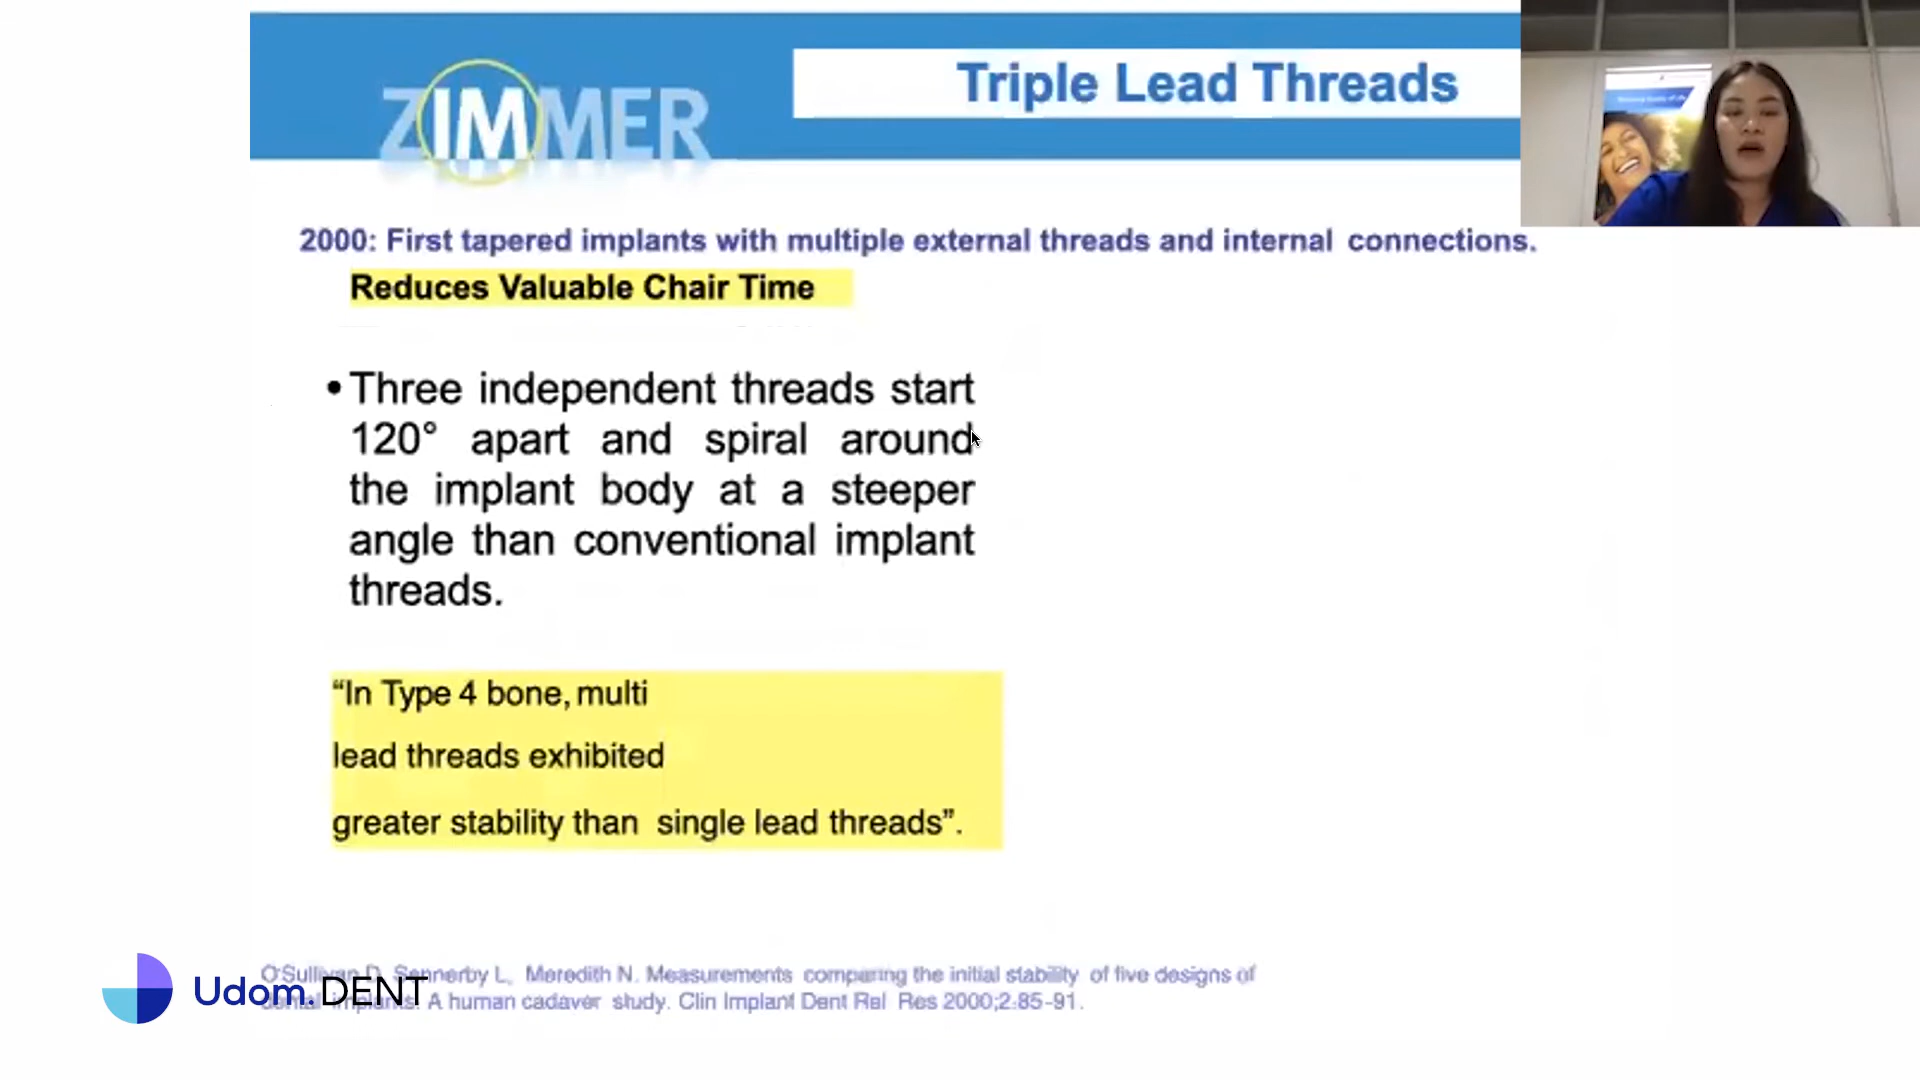 ZIMMER
Triple Lead Threads
2000: First tapered implants with multiple external threads and internal connections.
Reduces Valuable Chair Time
• Three independent threads start
120° apart and spiral around
the implant body at a steeper
angle than conventional implant
threads.
“In Type 4 bone, multi
lead threads exhibited
greater stability than single lead threads”.
O'Sullivan D, Sennerby L, Meredith N. Measurements comparing the initial stability of five designs of
dental implants: A human cadaver study. Clin Implant Dent Rel Res 2000;2:85-91.
Udom.DENT